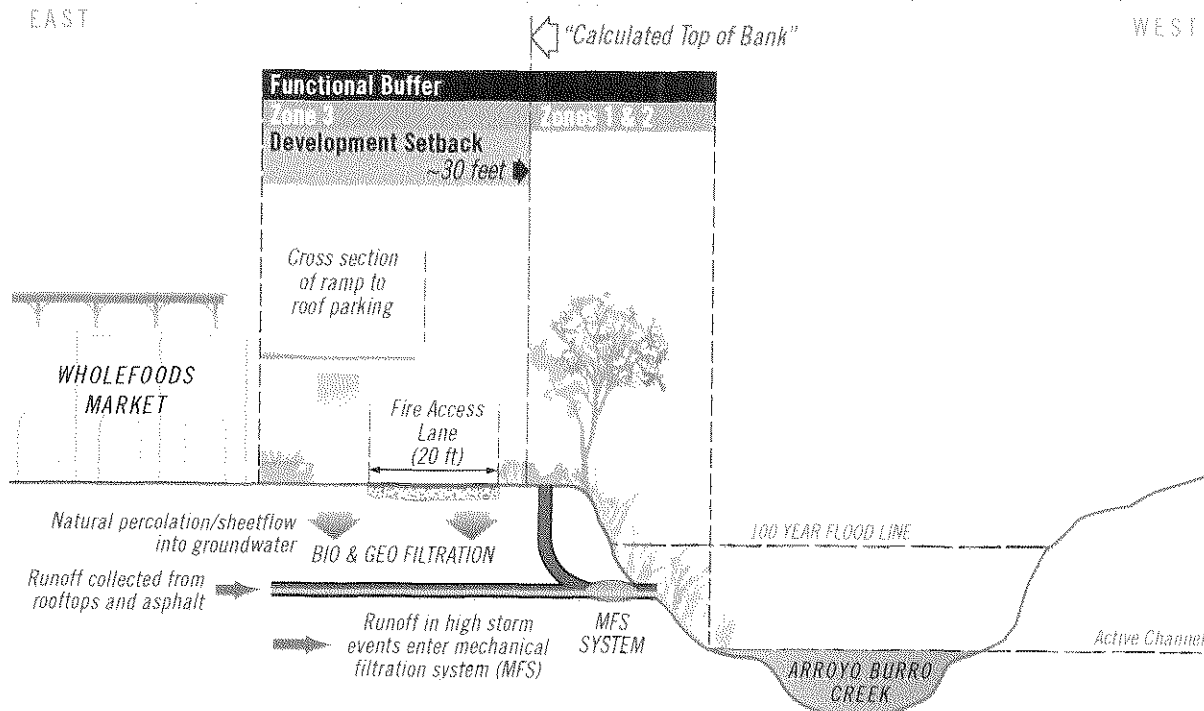 EAST
WEST
"Calculated Top of Bank"
Functional Buffer
Zone 3
Zones 1 & 2
Development Setback
~30 feet
Cross section
of ramp to
roof parking
WHOLEFOODS
MARKET
Fire Access
Lane
(20 ft)
Natural percolation/sheetflow
into groundwater
BIO & GEO FILTRATION
100 YEAR FLOOD LINE
Runoff collected from
rooftops and asphalt
Runoff in high storm
events enter mechanical
filtration system (MFS)
MFS
SYSTEM
Active Channel
ARROYO BURRO
CREEK